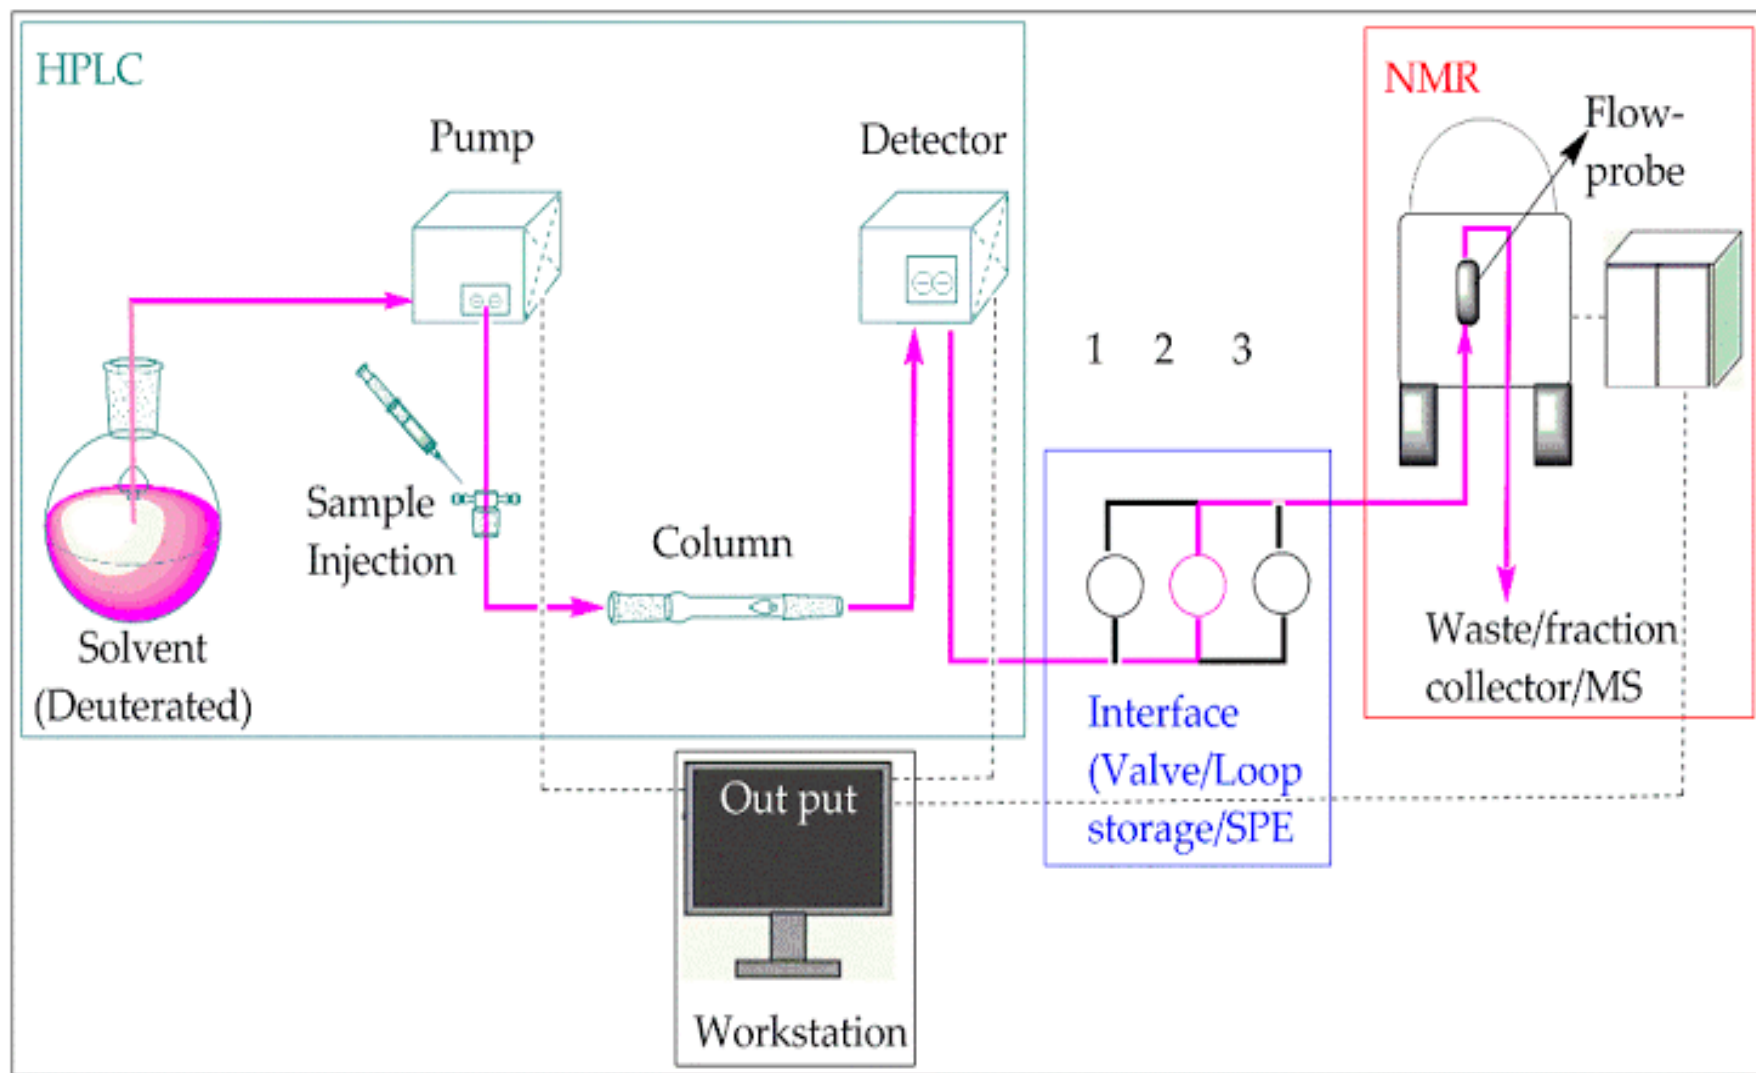 HPLC
Pump
Detector
Sample
Injection
Column
Solvent
(Deuterated)
1 2 3
Interface
(Valve/Loop
storage/SPE
NMR
Flow-
probe
Waste/fraction
collector/MS
Out put
Workstation